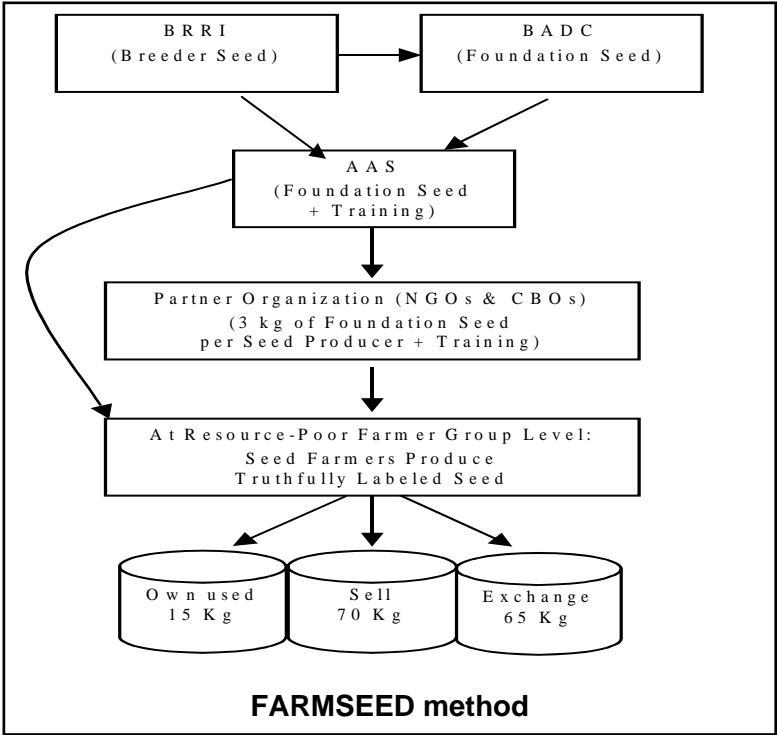 BRRI
(Breeder Seed)
BADC
(Foundation Seed)
AAS
(Foundation Seed
+ Training)
Partner Organization (NGOs & CBOs)
(3 kg of Foundation Seed
per Seed Producer + Training)
At Resource-Poor Farmer Group Level:
Seed Farmers Produce
Truthfully Labeled Seed
Own used
15 Kg
Sell
70 Kg
Exchange
65 Kg
FARMSEED method